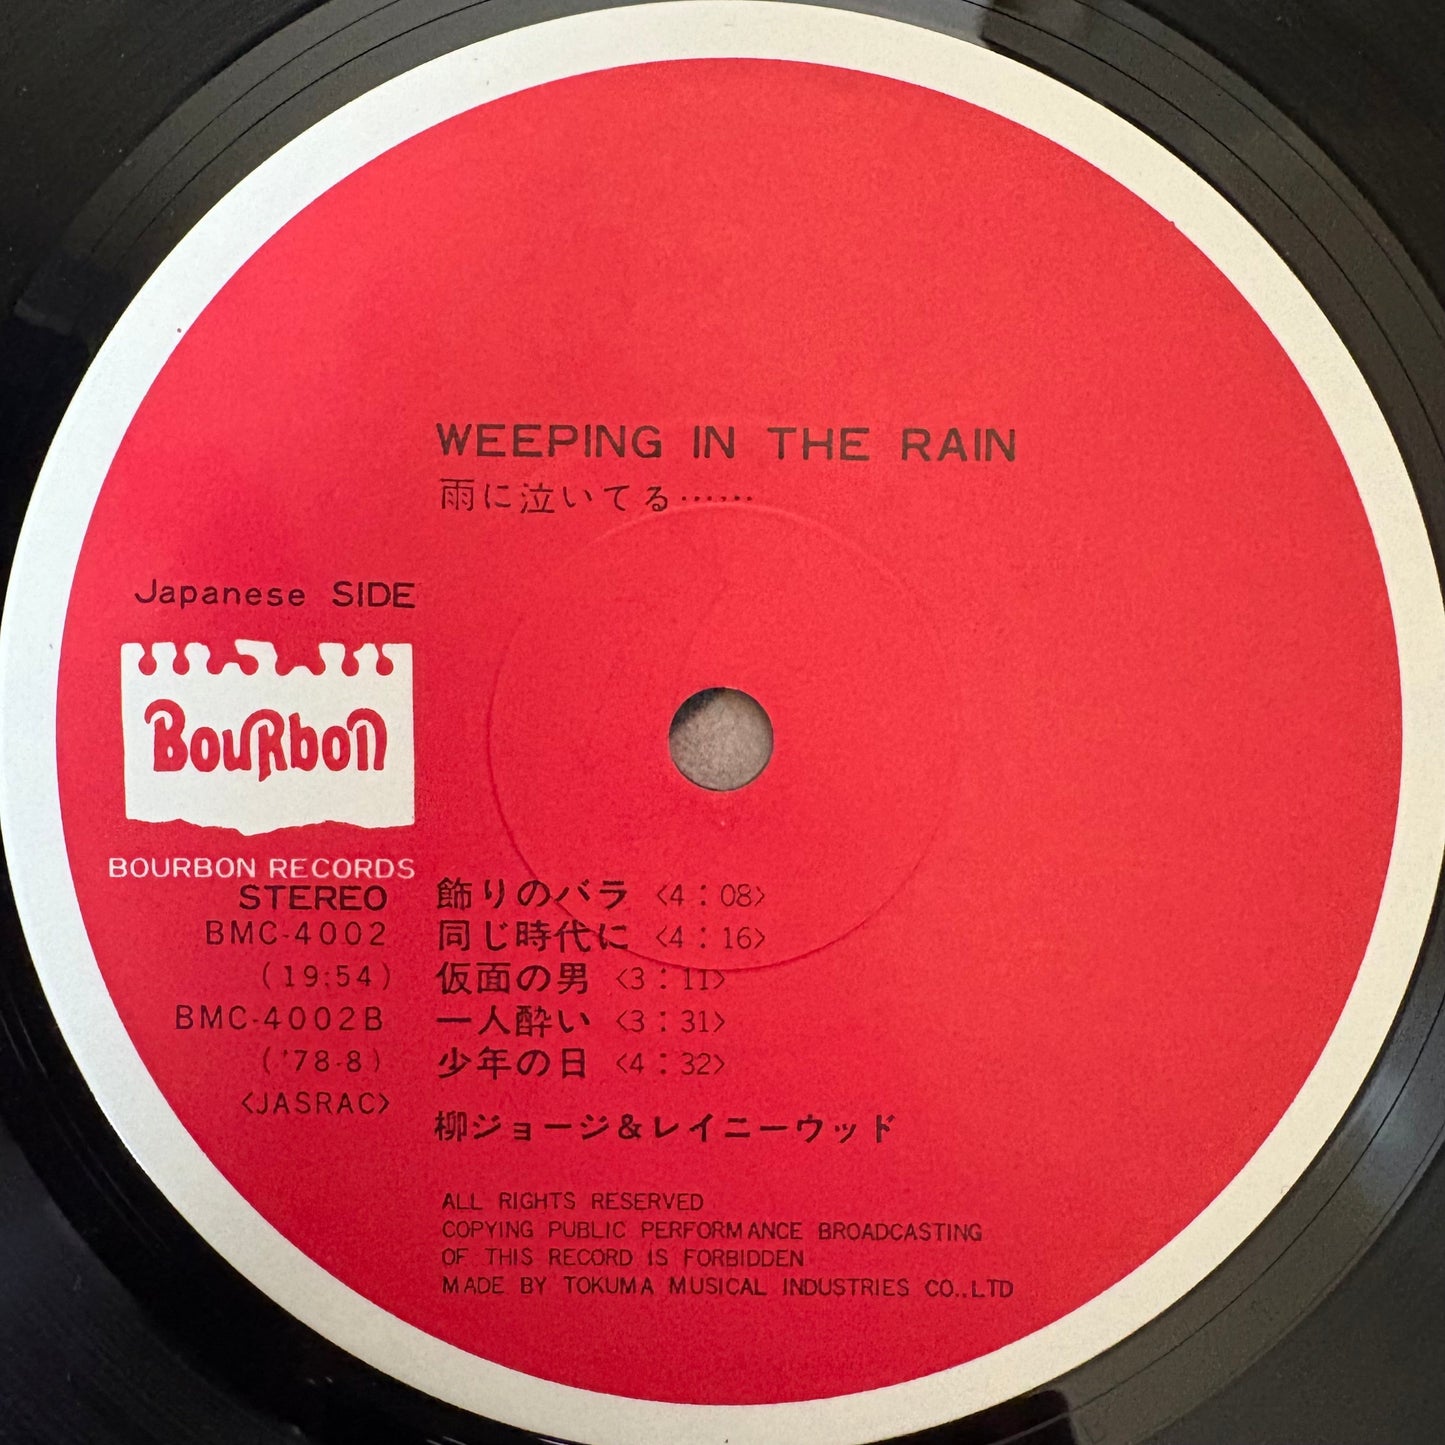 WEEPING IN THE RAIN
雨に泣いてる……
Japanese SIDE
BouRbon
BOURBON RECORDS
STEREO
BMC-4002
(19:54)
BMC-4002B
('78-8)
<JASRAC>
飾りのバラ <4:08>
同じ時代に <4:16>
仮面の男 <3:11>
一人酔い <3:31>
少年の日 <4:32>
柳ジョージ&レイニーウッド
ALL RIGHTS RESERVED
COPYING PUBLIC PERFORMANCE BROADCASTING
OF THIS RECORD IS FORBIDDEN
MADE BY TOKUMA MUSICAL INDUSTRIES CO.,LTD